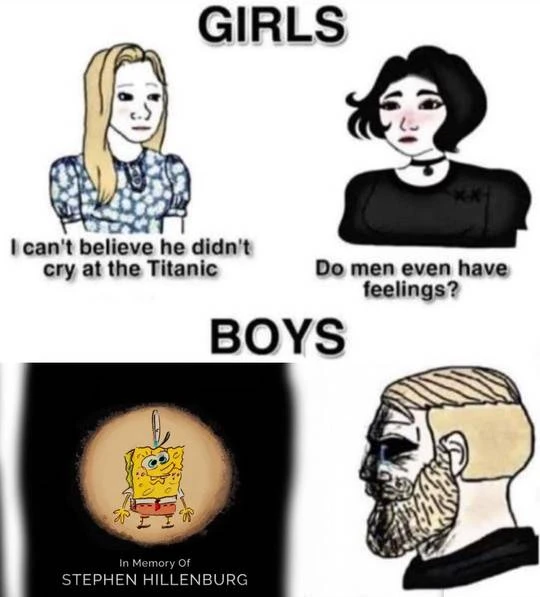 GIRLS
I can't believe he didn't
cry at the Titanic
Do men even have
feelings?
BOYS
In Memory Of
STEPHEN HILLENBURG